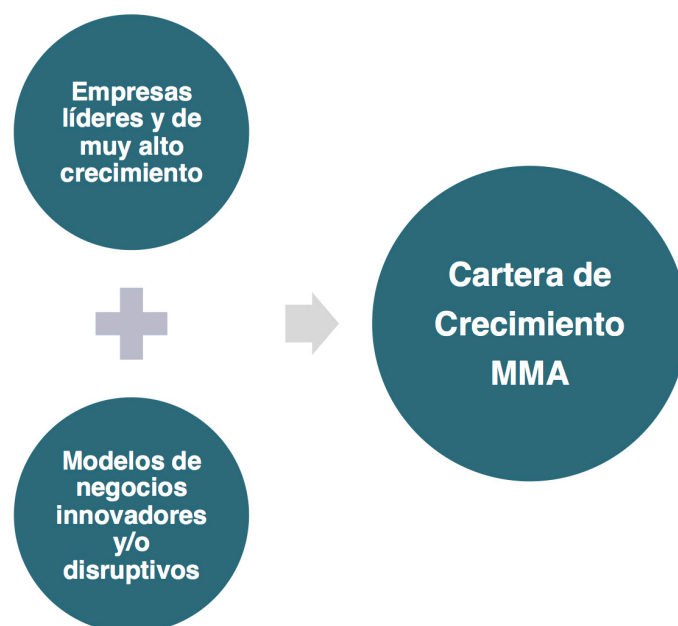 Empresas
líderes y de
muy alto
crecimiento
Modelos de
negocios
innovadores
y/o
disruptivos
Cartera de
Crecimiento
MMA